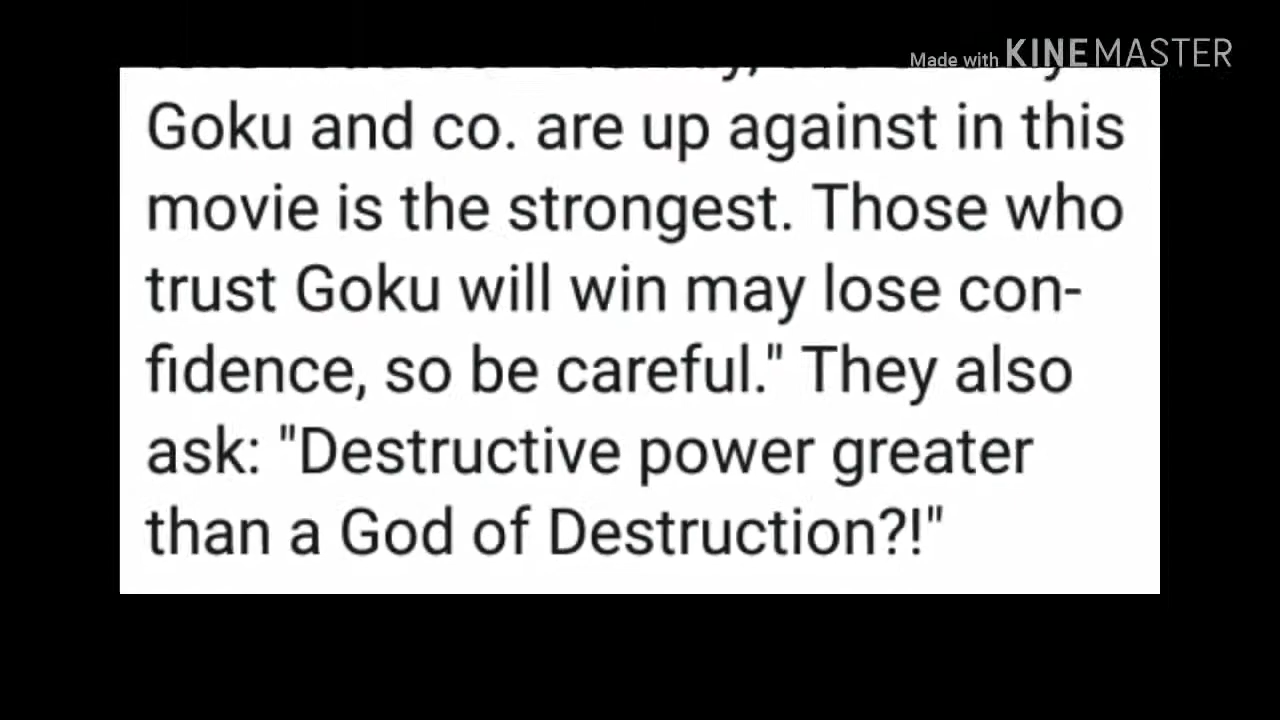 Made with KINEMASTER
Goku and co. are up against in this
movie is the strongest. Those who
trust Goku will win may lose con-
fidence, so be careful." They also
ask: "Destructive power greater
than a God of Destruction?!"